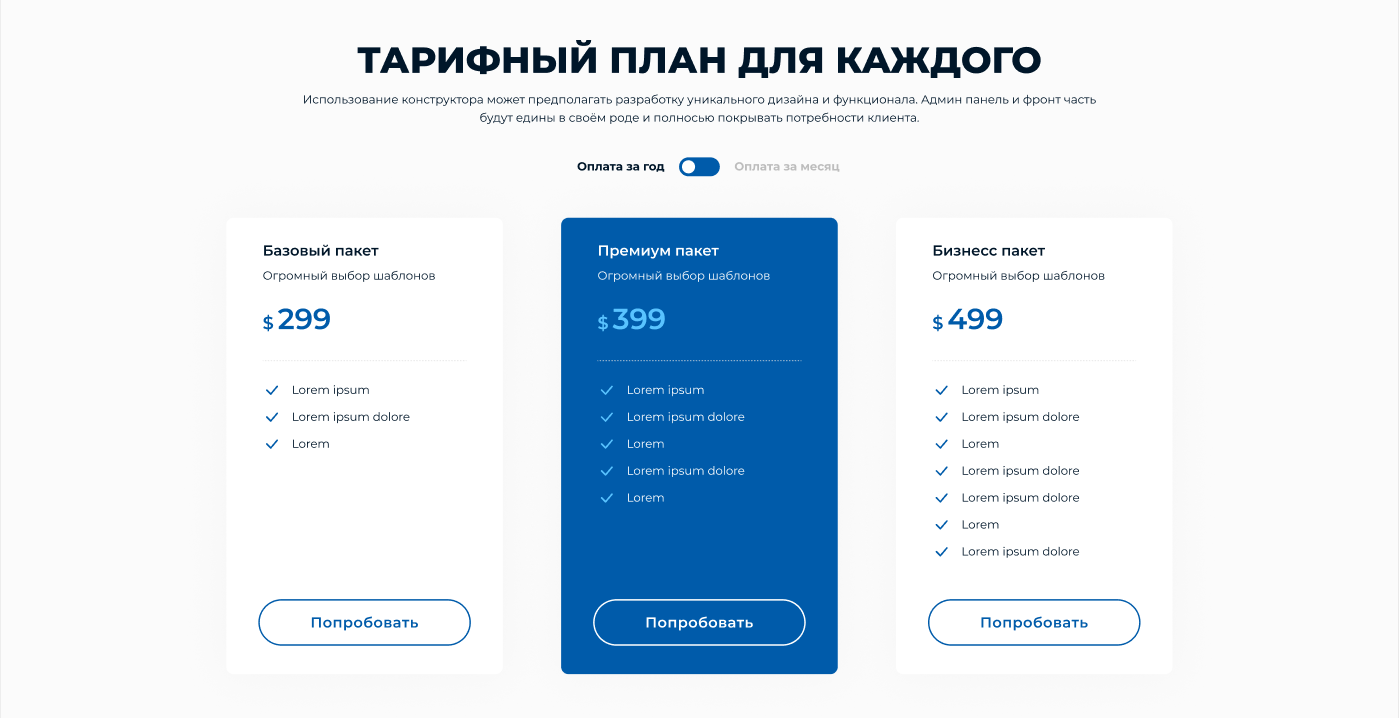 ТАРИФНЫЙ ПЛАН ДЛЯ КАЖДОГО
Использование конструктора может предполагать разработку уникального дизайна и функционала. Админ панель и фронт часть
будут едины в своём роде и полносью покрывать потребности клиента.
Оплата за год Оплата за месяц
Базовый пакет
Огромный выбор шаблонов
$ 299
Lorem ipsum
Lorem ipsum dolore
Lorem
Попробовать
Премиум пакет
Огромный выбор шаблонов
$ 399
Lorem ipsum
Lorem ipsum dolore
Lorem
Lorem ipsum dolore
Lorem
Попробовать
Бизнесс пакет
Огромный выбор шаблонов
$ 499
Lorem ipsum
Lorem ipsum dolore
Lorem
Lorem ipsum dolore
Lorem ipsum dolore
Lorem
Lorem ipsum dolore
Попробовать